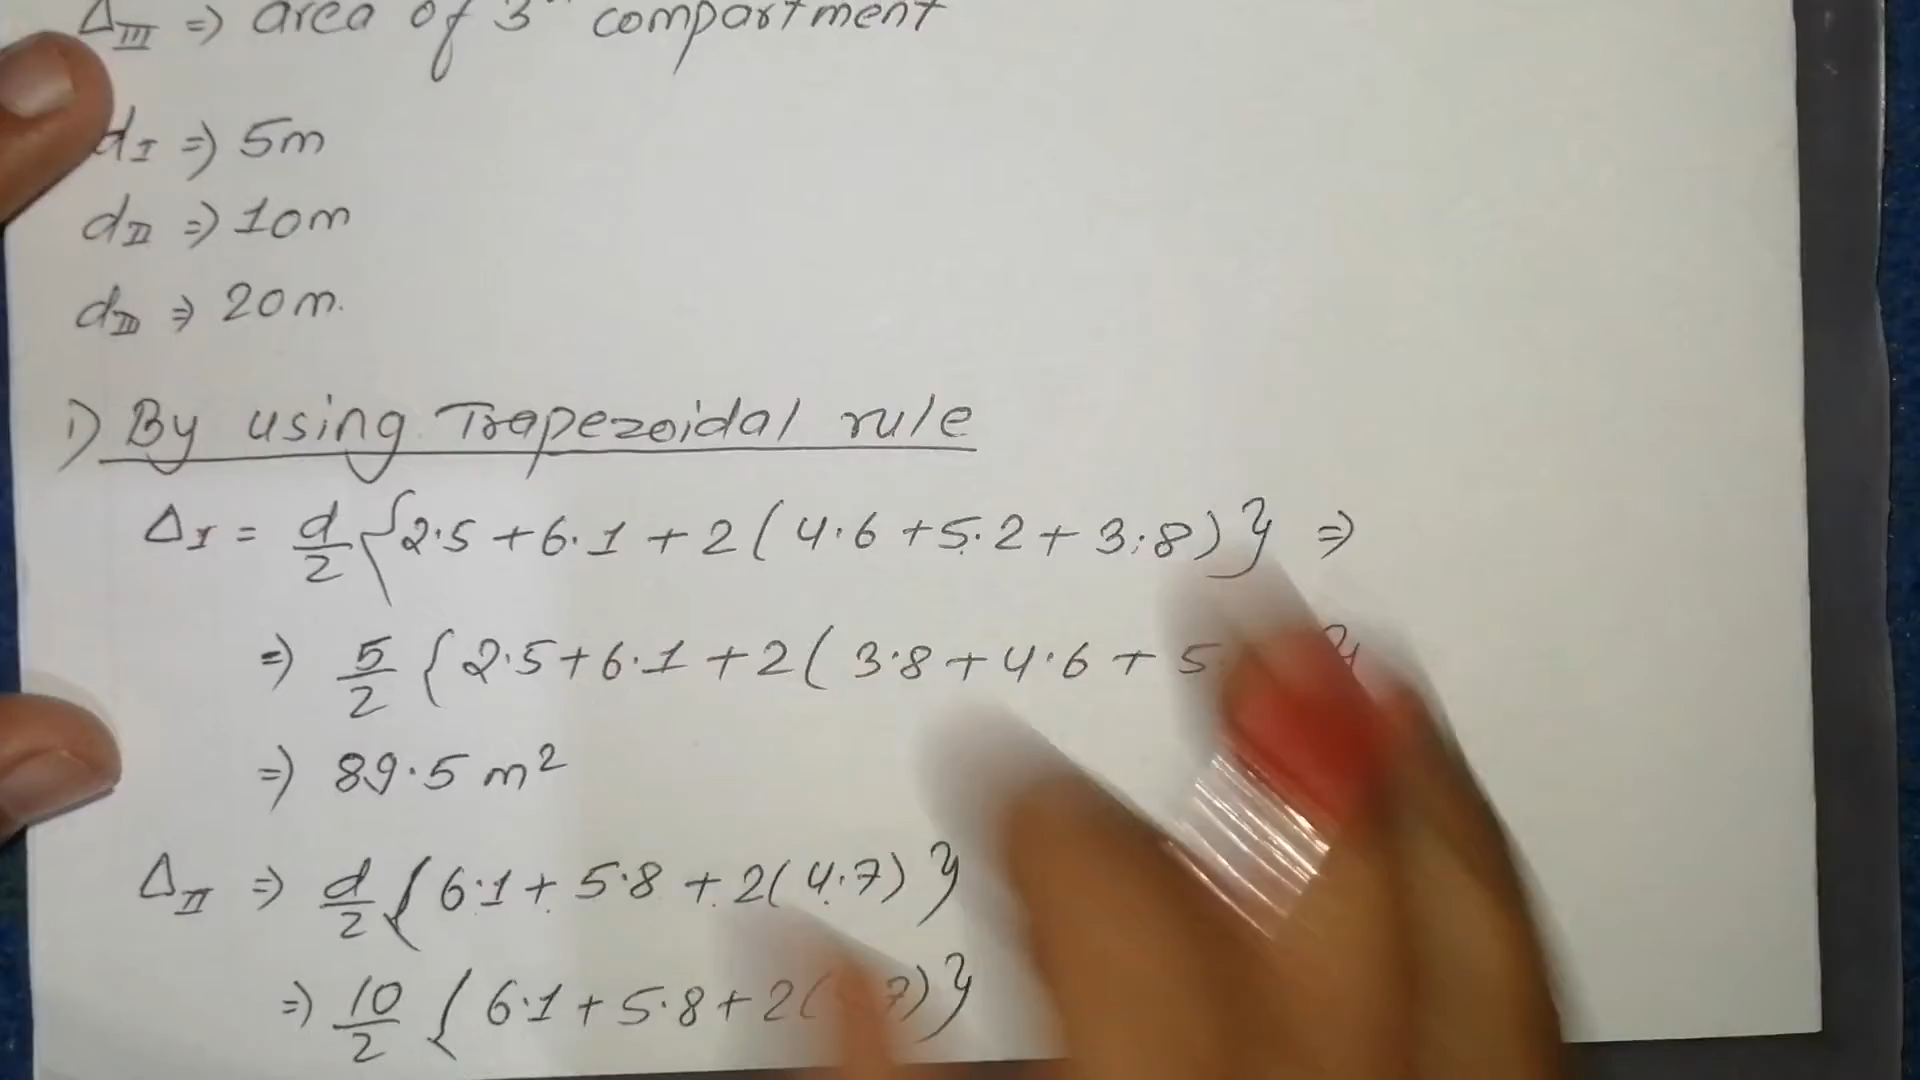 Δ_III ⇒ area of 3 compartment
d_I ⇒ 5m
d_II ⇒ 10m
d_III ⇒ 20m.
1) By using Trapezoidal rule
Δ_I = d/2 {2.5 + 6.1 + 2 ( 4.6 + 5.2 + 3.8 ) } ⇒
⇒ 5/2 { 2.5 + 6.1 + 2 ( 3.8 + 4.6 + 5. }
⇒ 89.5 m²
Δ_II ⇒ d/2 { 6.1 + 5.8 + 2 ( 4.7 ) }
⇒ 10/2 { 6.1 + 5.8 + 2 ( 7 ) }